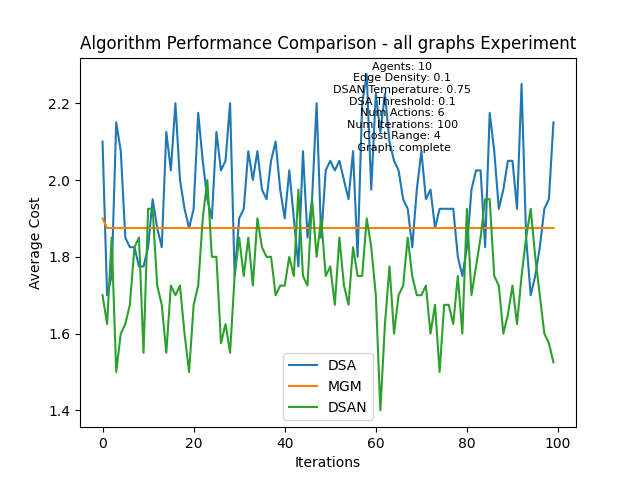 Algorithm Performance Comparison - all graphs Experiment
Agents: 10
Edge Density: 0.1
DSAN Temperature: 0.75
DSA Threshold: 0.1
Num Actions: 6
Num Iterations: 100
Cost Range: 4
Graph: complete
2.2
2.0
1.8
1.6
1.4
Average Cost
DSA
MGM
DSAN
0 20 40 60 80 100
Iterations